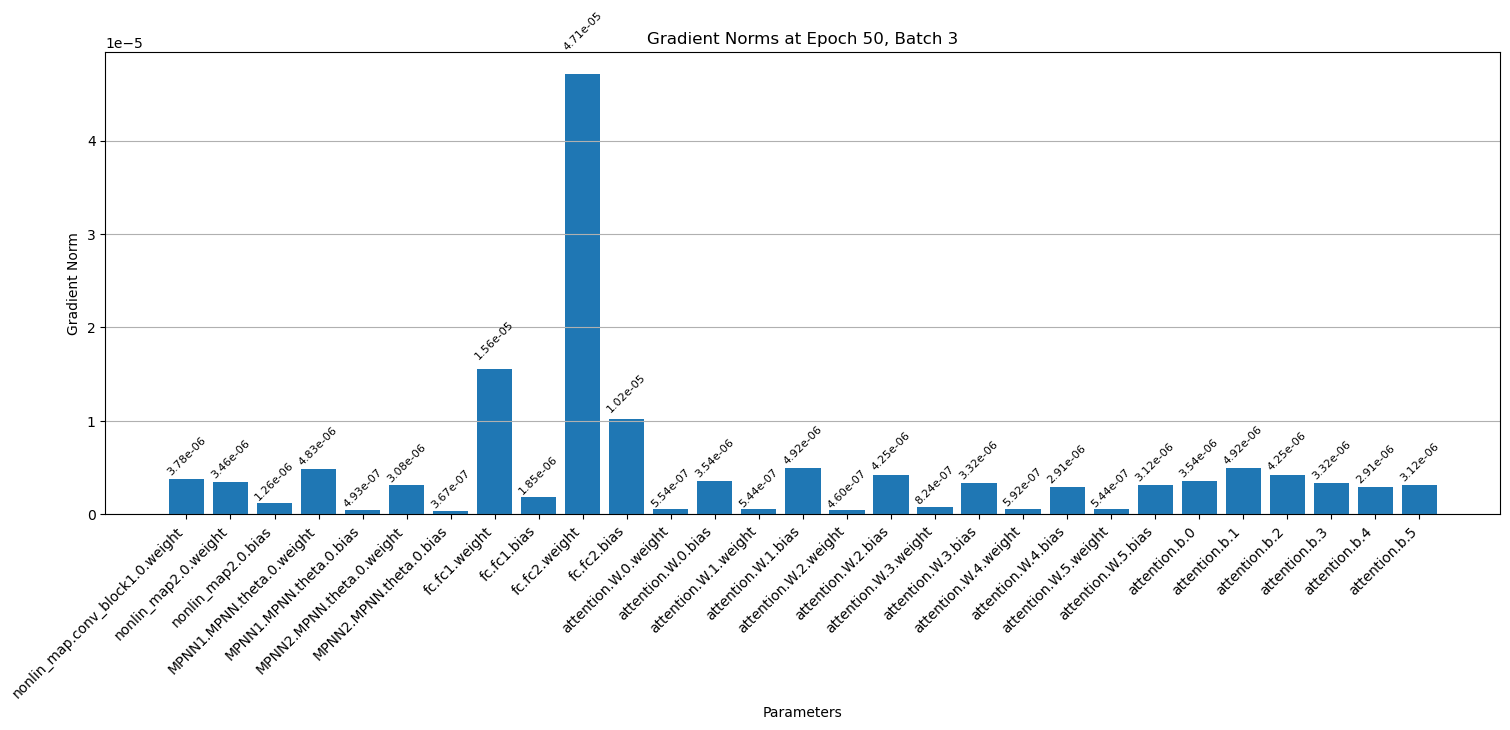 Gradient Norms at Epoch 50, Batch 3
1e−5
Gradient Norm
4
3
2
1
0
3.78e-06
3.46e-06
1.26e-06
4.83e-06
4.93e-07
3.08e-06
3.67e-07
1.56e-05
1.85e-06
4.71e-05
1.02e-05
5.54e-07
3.54e-06
5.44e-07
4.92e-06
4.60e-07
4.25e-06
8.24e-07
3.32e-06
5.92e-07
2.91e-06
5.44e-07
3.12e-06
3.54e-06
4.92e-06
4.25e-06
3.32e-06
2.91e-06
3.12e-06
nonlin_map.conv_block1.0.weight
nonlin_map2.0.weight
nonlin_map2.0.bias
MPNN1.MPNN.theta.0.weight
MPNN1.MPNN.theta.0.bias
MPNN2.MPNN.theta.0.weight
MPNN2.MPNN.theta.0.bias
fc.fc1.weight
fc.fc1.bias
fc.fc2.weight
fc.fc2.bias
attention.W.0.weight
attention.W.0.bias
attention.W.1.weight
attention.W.1.bias
attention.W.2.weight
attention.W.2.bias
attention.W.3.weight
attention.W.3.bias
attention.W.4.weight
attention.W.4.bias
attention.W.5.weight
attention.W.5.bias
attention.b.0
attention.b.1
attention.b.2
attention.b.3
attention.b.4
attention.b.5
Parameters